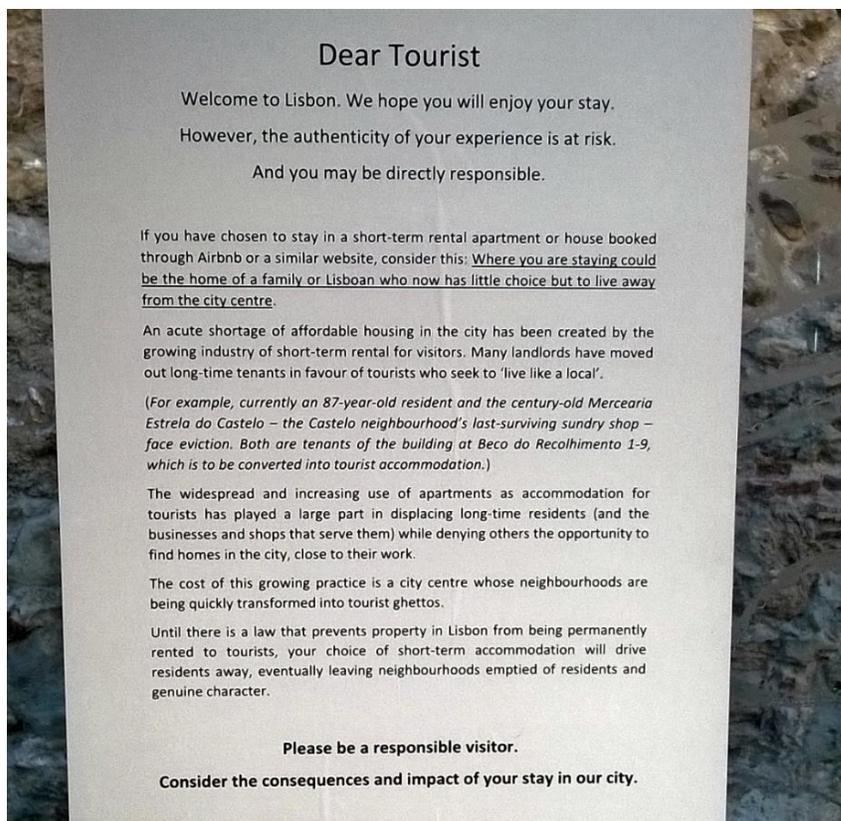 Dear Tourist
Welcome to Lisbon. We hope you will enjoy your stay.
However, the authenticity of your experience is at risk.
And you may be directly responsible.
If you have chosen to stay in a short-term rental apartment or house booked
through Airbnb or a similar website, consider this: Where you are staying could
be the home of a family or Lisboan who now has little choice but to live away
from the city centre.
An acute shortage of affordable housing in the city has been created by the
growing industry of short-term rental for visitors. Many landlords have moved
out long-time tenants in favour of tourists who seek to ‘live like a local’.
(For example, currently an 87-year-old resident and the century-old Mercearia
Estrela do Castelo – the Castelo neighbourhood’s last-surviving sundry shop –
face eviction. Both are tenants of the building at Beco do Recolhimento 1-9,
which is to be converted into tourist accommodation.)
The widespread and increasing use of apartments as accommodation for
tourists has played a large part in displacing long-time residents (and the
businesses and shops that serve them) while denying others the opportunity to
find homes in the city, close to their work.
The cost of this growing practice is a city centre whose neighbourhoods are
being quickly transformed into tourist ghettos.
Until there is a law that prevents property in Lisbon from being permanently
rented to tourists, your choice of short-term accommodation will drive
residents away, eventually leaving neighbourhoods emptied of residents and
genuine character.
Please be a responsible visitor.
Consider the consequences and impact of your stay in our city.